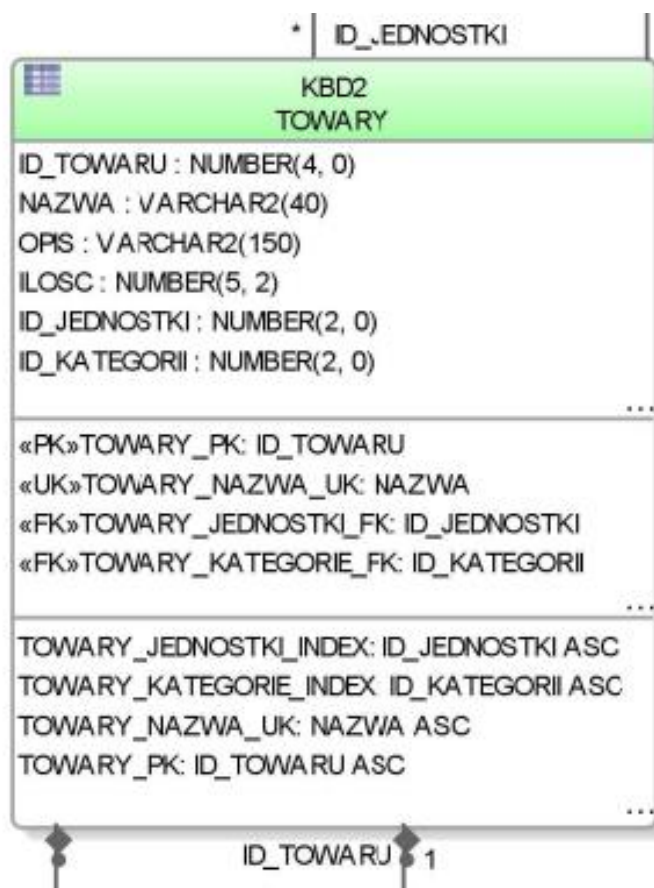 * ID_JEDNOSTKI
KBD2
TOWARY
ID_TOWARU : NUMBER(4, 0)
NAZWA : VARCHAR2(40)
OPIS : VARCHAR2(150)
ILOSC : NUMBER(5, 2)
ID_JEDNOSTKI : NUMBER(2, 0)
ID_KATEGORII : NUMBER(2, 0)
...
«PK»TOWARY_PK: ID_TOWARU
«UK»TOWARY_NAZWA_UK: NAZWA
«FK»TOWARY_JEDNOSTKI_FK: ID_JEDNOSTKI
«FK»TOWARY_KATEGORIE_FK: ID_KATEGORII
...
TOWARY_JEDNOSTKI_INDEX: ID_JEDNOSTKI ASC
TOWARY_KATEGORIE_INDEX: ID_KATEGORII ASC
TOWARY_NAZWA_UK: NAZWA ASC
TOWARY_PK: ID_TOWARU ASC
...
ID_TOWARU 1